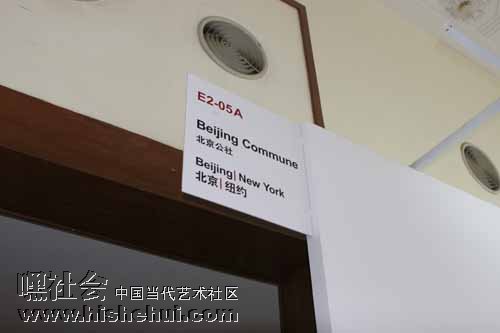 E2-05A
Beijing Commune
北京公社
Beijing| New York
北京| 纽约
嘿社会 中国当代艺术社区
www.hishehui.com